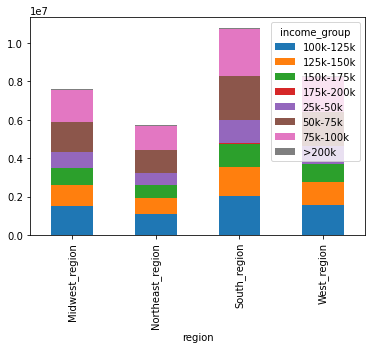 1e7
1.0
0.8
0.6
0.4
0.2
0.0
income_group
100k-125k
125k-150k
150k-175k
175k-200k
25k-50k
50k-75k
75k-100k
>200k
Midwest_region
Northeast_region
South_region
West_region
region